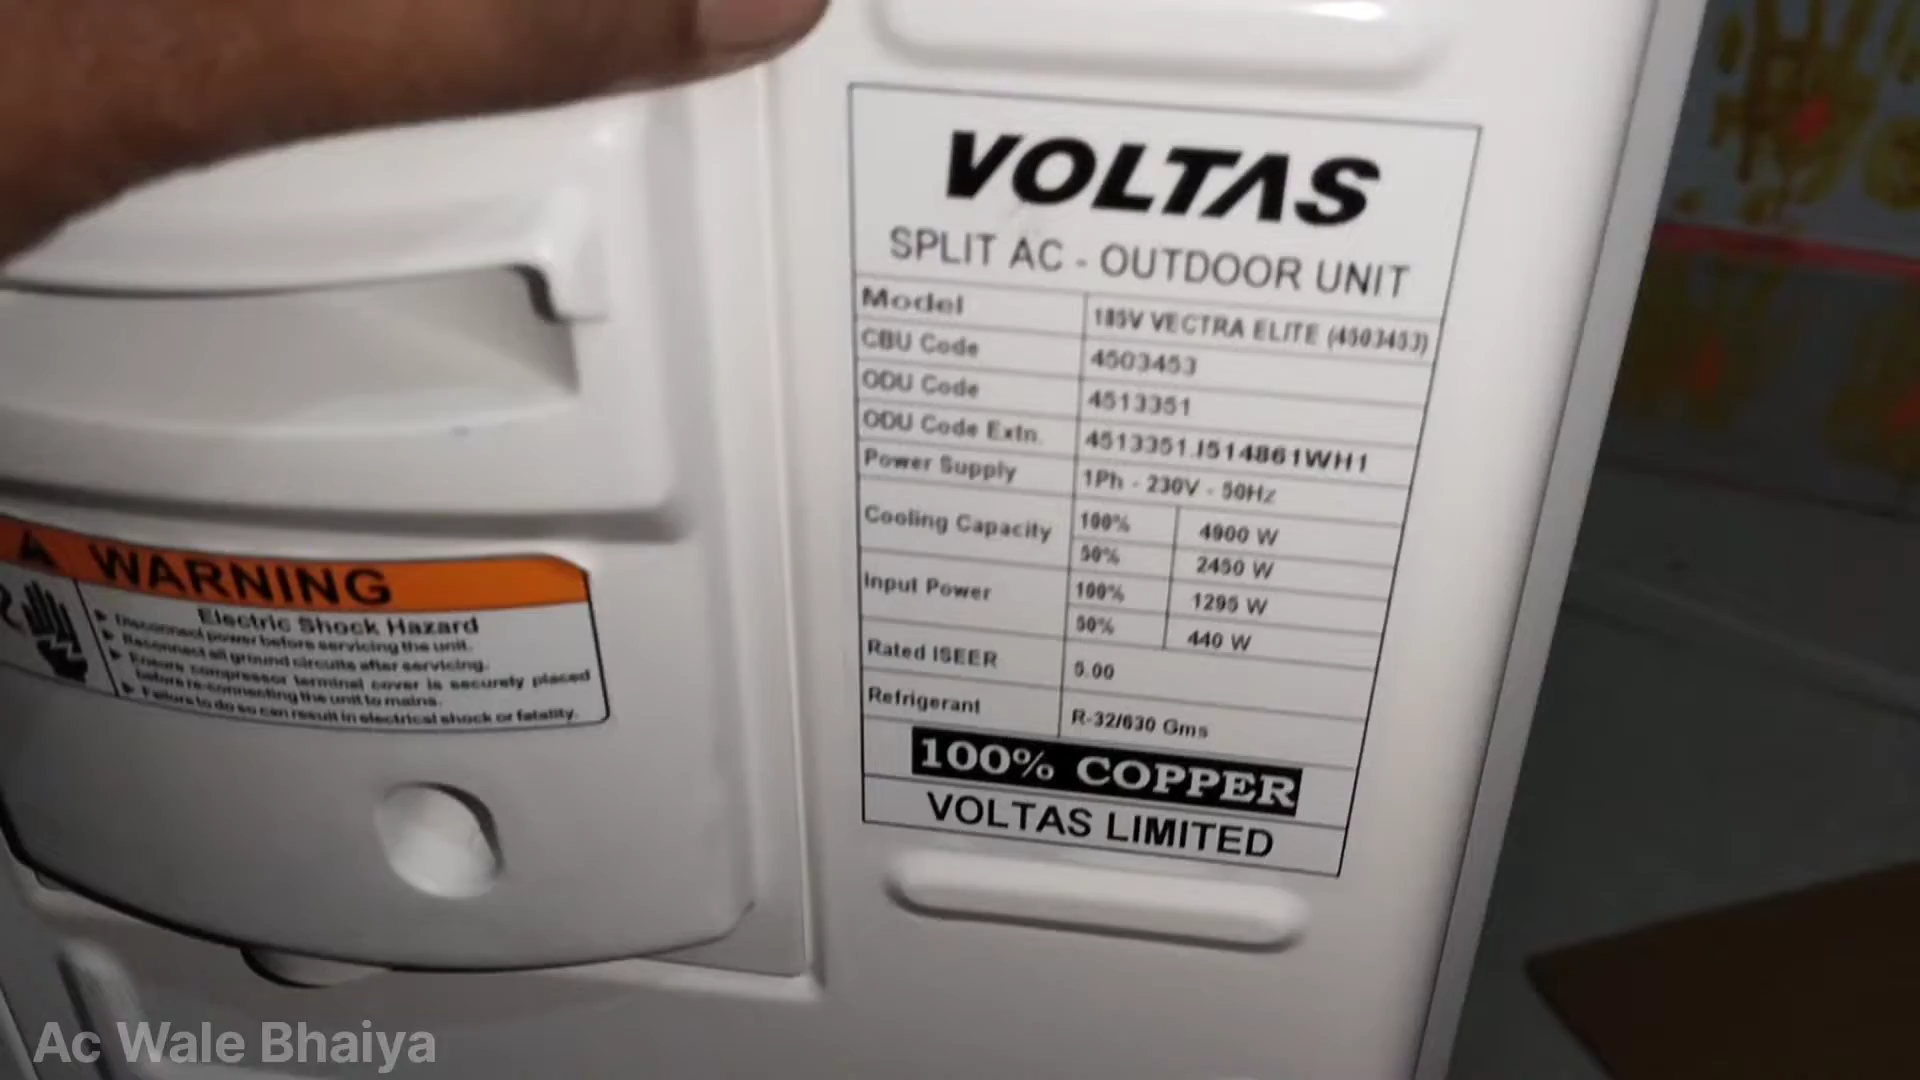 VOLTAS
SPLIT AC - OUTDOOR UNIT
Model 185V VECTRA ELITE (4503453)
CBU Code 4503453
ODU Code 4513351
ODU Code Extn. 4513351.I514861WH1
Power Supply 1Ph - 230V - 50Hz
Cooling Capacity 100% 4900 W
50% 2450 W
Input Power 100% 1295 W
50% 440 W
Rated ISEER 5.00
Refrigerant R-32/630 Gms
100% COPPER
VOLTAS LIMITED
WARNING
Electric Shock Hazard
Disconnect power before servicing the unit.
Reconnect all ground circuits after servicing.
Ensure compressor terminal cover is securely placed
before re-connecting the unit to mains.
Failure to do so can result in electrical shock or fatality.
Ac Wale Bhaiya